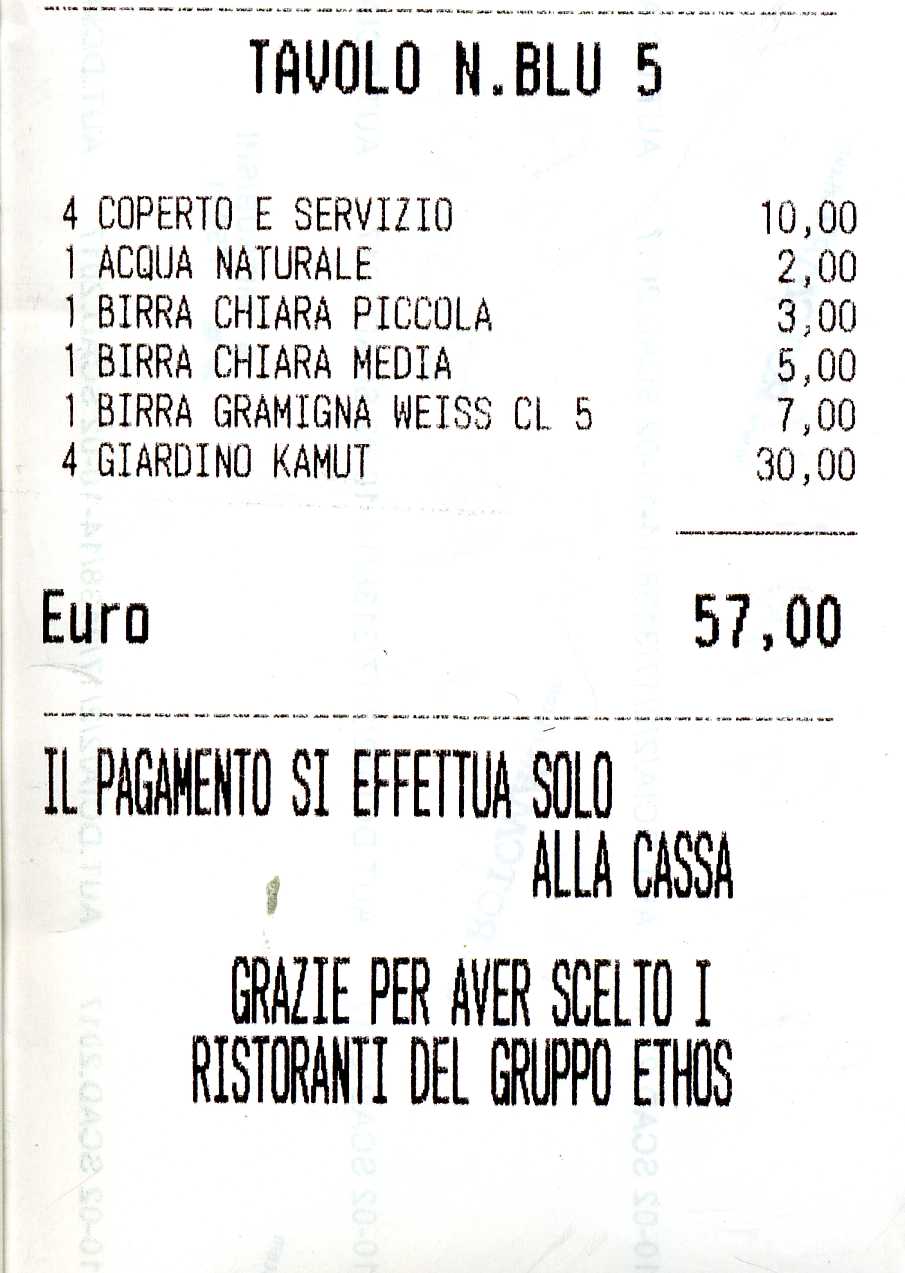 TAVOLO N.BLU 5
4 COPERTO E SERVIZIO 10,00
1 ACQUA NATURALE 2,00
1 BIRRA CHIARA PICCOLA 3,00
1 BIRRA CHIARA MEDIA 5,00
1 BIRRA GRAMIGNA WEISS CL 5 7,00
4 GIARDINO KAMUT 30,00
Euro 57,00
IL PAGAMENTO SI EFFETTUA SOLO
ALLA CASSA
GRAZIE PER AVER SCELTO I
RISTORANTI DEL GRUPPO ETHOS